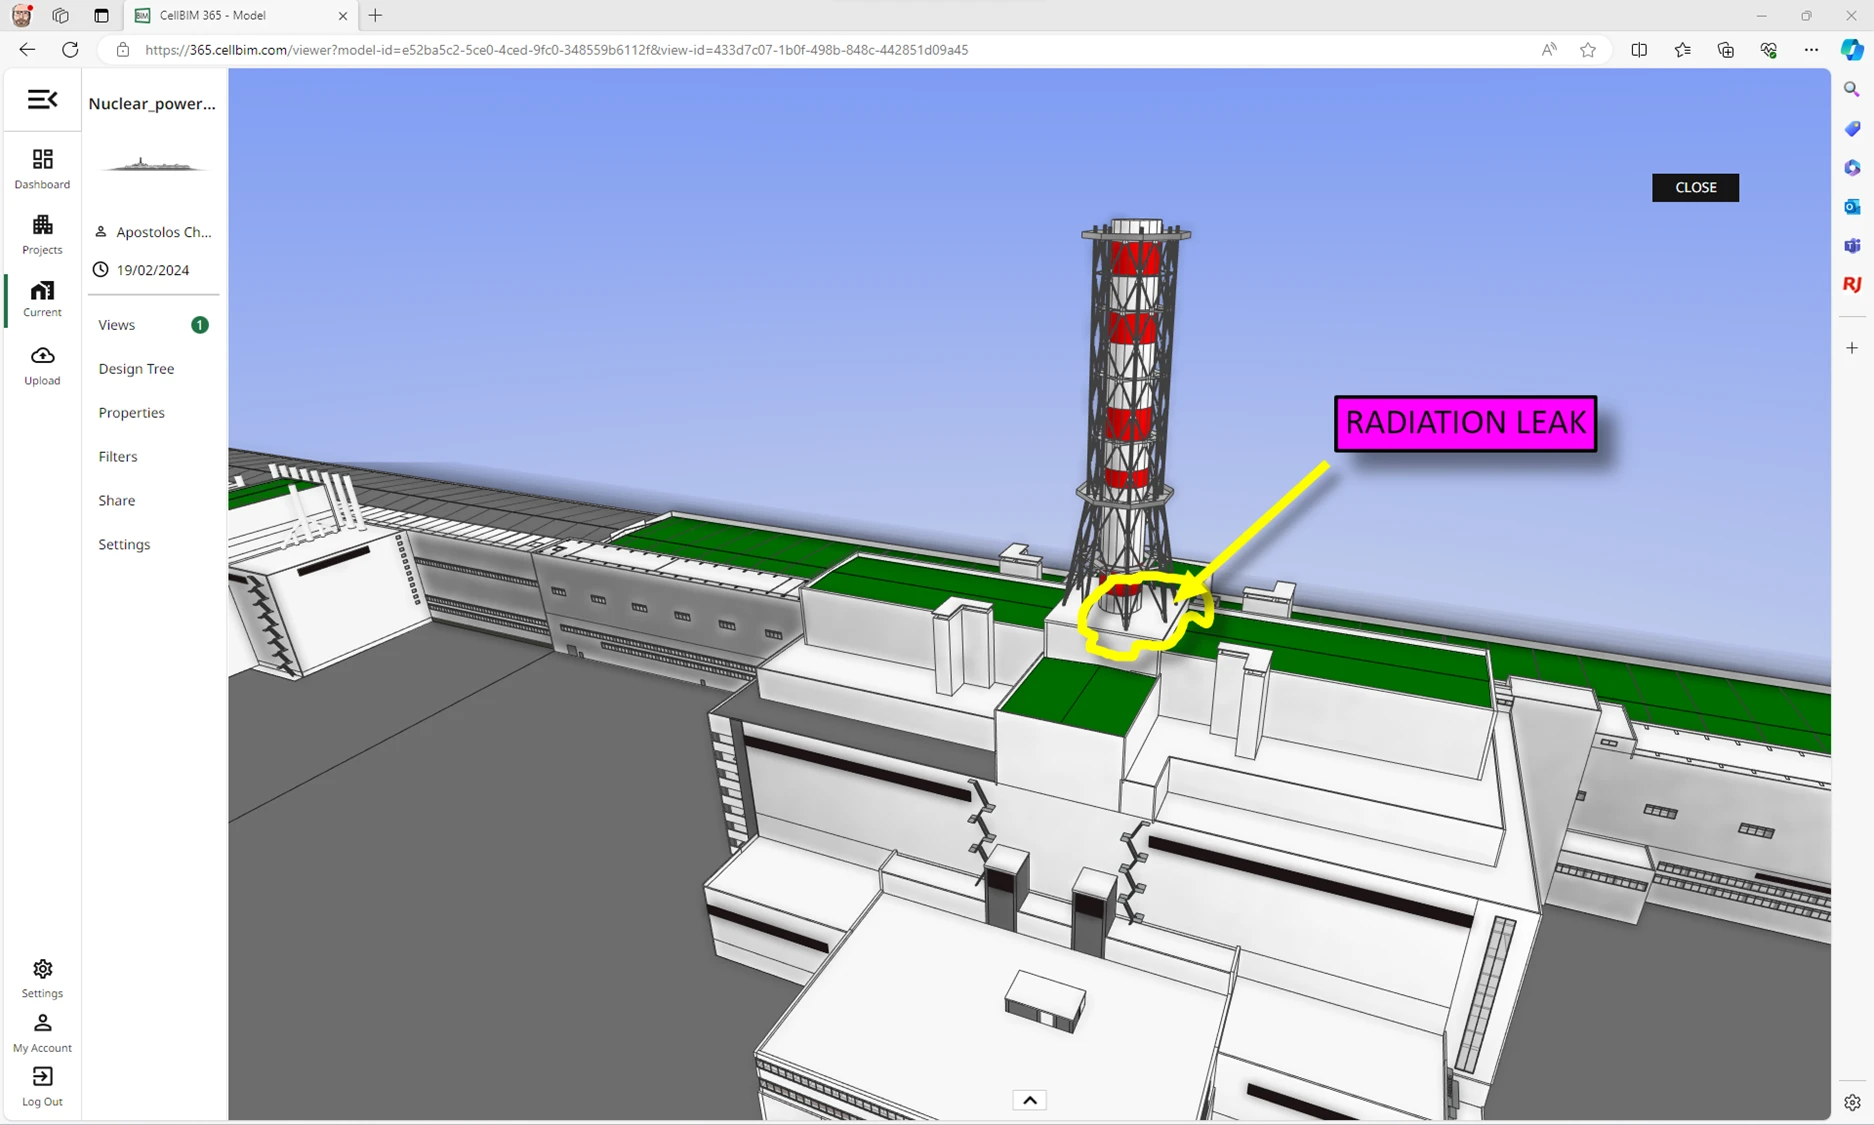 CellBIM 365 - Model
https://365.cellbim.com/viewer?model-id=e52ba5c2-5ce0-4ced-9fc0-348559b6112f&view-id=433d7c07-1b0f-498b-848c-442851d09a45
Nuclear_power...
Dashboard
Projects
Current
Upload
Apostolos Ch...
19/02/2024
Views 1
Design Tree
Properties
Filters
Share
Settings
CLOSE
RADIATION LEAK
Settings
My Account
Log Out
RJ